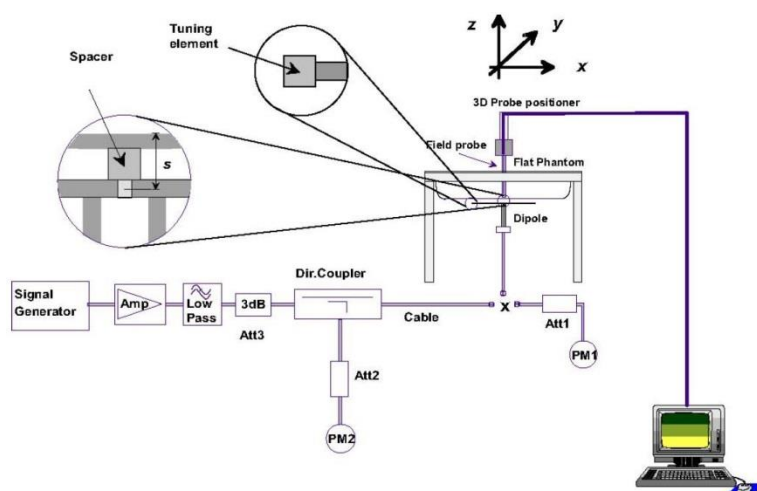 Tuning
element
Spacer
s
z
y
x
3D Probe positioner
Field probe
Flat Phantom
Dipole
Dir.Coupler
Signal
Generator
Amp
Low
Pass
3dB
Att3
Cable
x
Att1
PM1
Att2
PM2